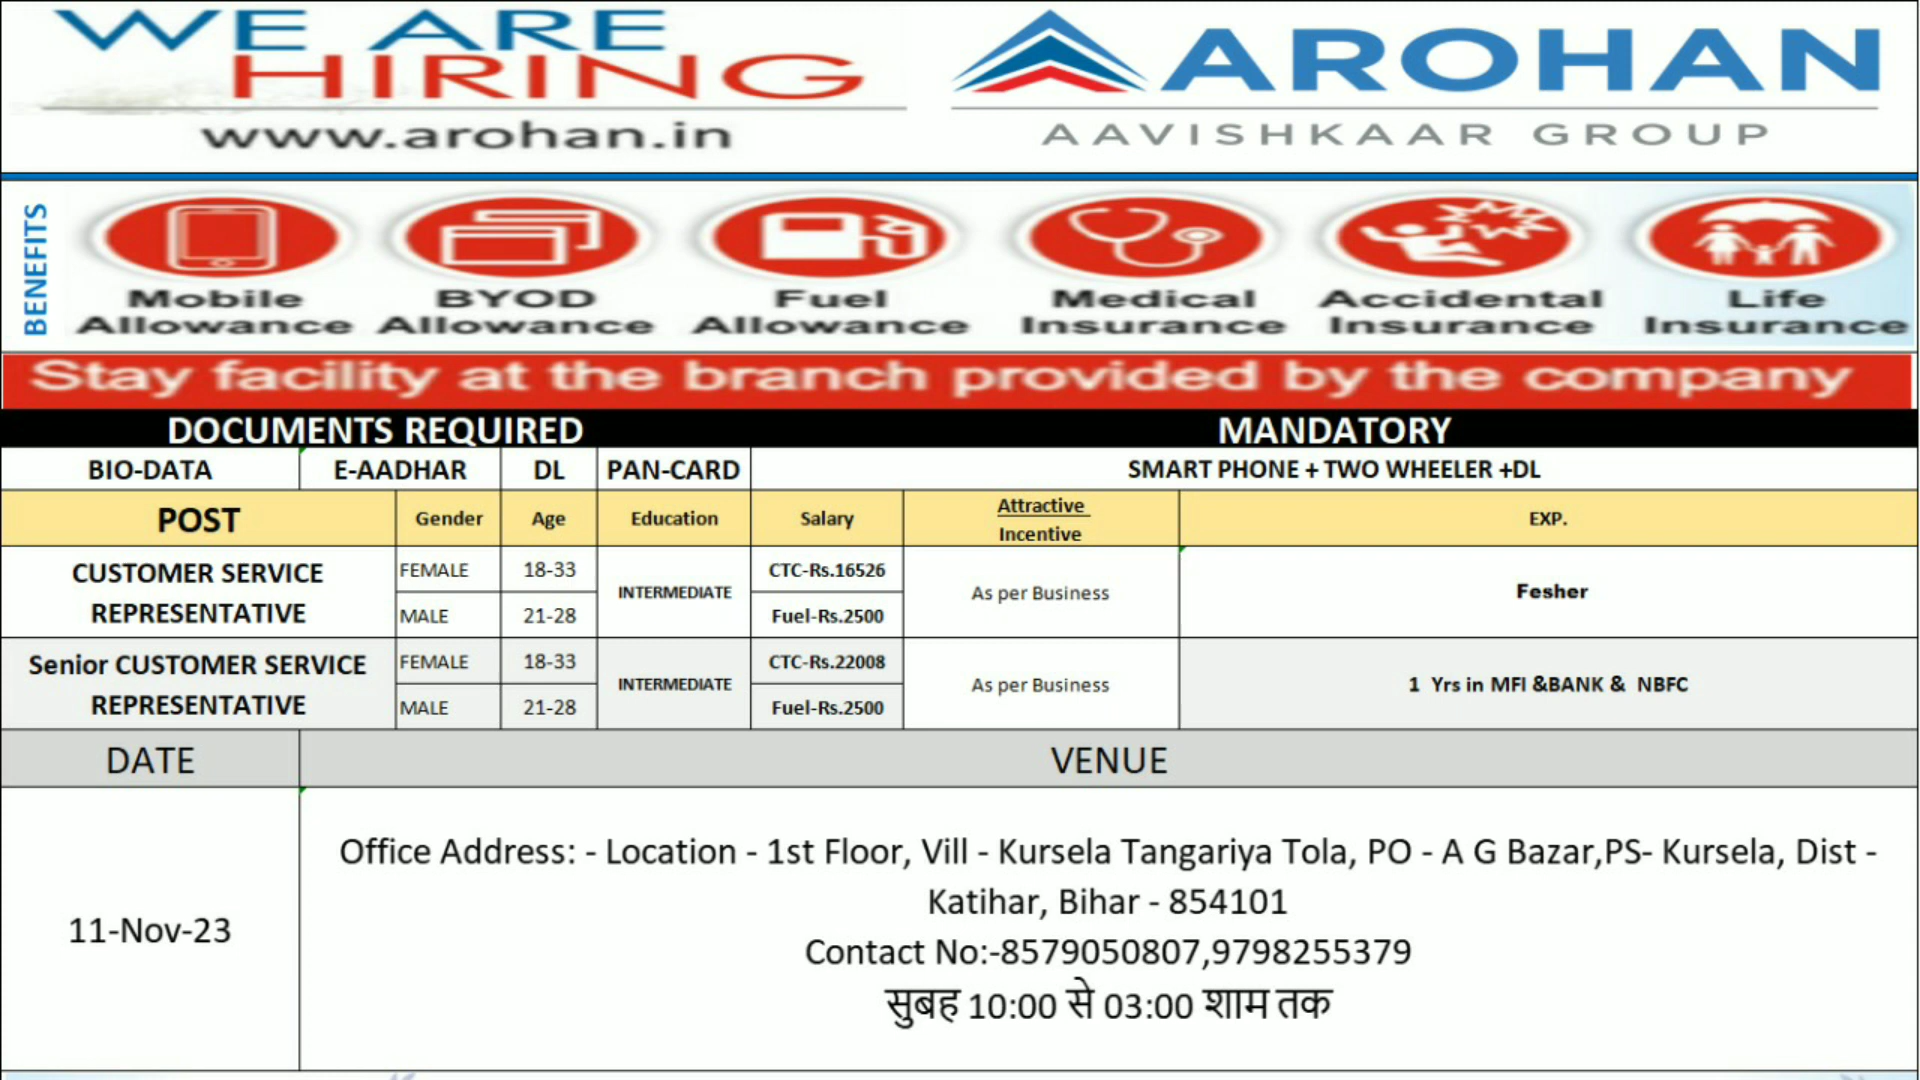 WE ARE
HIRING
www.arohan.in
AROHAN
AAVISHKAAR GROUP
BENEFITS
Mobile
Allowance
BYOD
Allowance
Fuel
Allowance
Medical
Insurance
Accidental
Insurance
Life
Insurance
Stay facility at the branch provided by the company
DOCUMENTS REQUIRED MANDATORY
BIO-DATA E-AADHAR DL PAN-CARD SMART PHONE + TWO WHEELER +DL
POST Gender Age Education Salary Attractive
Incentive EXP.
CUSTOMER SERVICE
REPRESENTATIVE
FEMALE 18-33
MALE 21-28
INTERMEDIATE
CTC-Rs.16526
Fuel-Rs.2500
As per Business
Fesher
Senior CUSTOMER SERVICE
REPRESENTATIVE
FEMALE 18-33
MALE 21-28
INTERMEDIATE
CTC-Rs.22008
Fuel-Rs.2500
As per Business
1 Yrs in MFI &BANK & NBFC
DATE VENUE
11-Nov-23
Office Address: - Location - 1st Floor, Vill - Kursela Tangariya Tola, PO - A G Bazar,PS- Kursela, Dist -
Katihar, Bihar - 854101
Contact No:-8579050807,9798255379
सुबह 10:00 से 03:00 शाम तक